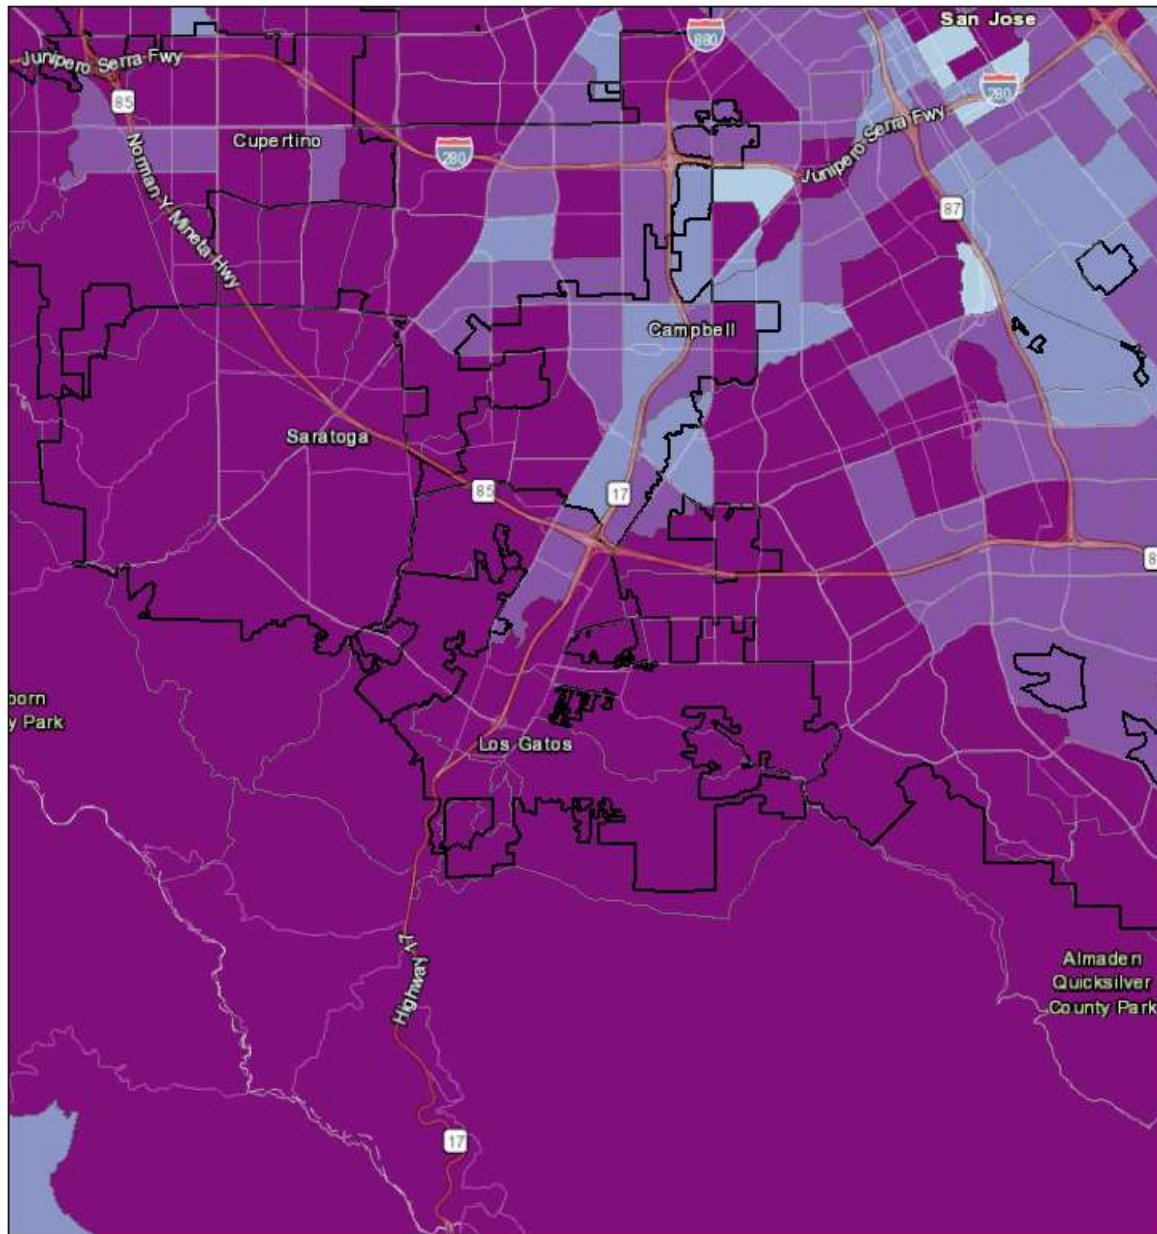 San Jose
880
Junipero Serra Fwy
280
85
Cupertino
280
Junipero Serra Fwy
Norman Y Mineta Hwy
87
Campbell
Saratoga
85
17
8
born
y Park
Los Gatos
Almaden
Quicksilver
County Park
Highway 17
17